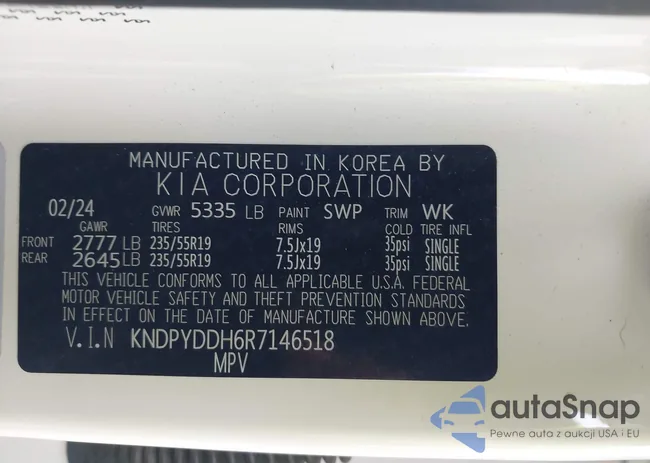 MANUFACTURED IN KOREA BY
KIA CORPORATION
02/24 GVWR 5335 LB PAINT SWP TRIM WK
GAWR TIRES RIMS COLD TIRE INFL
FRONT 2777 LB 235/55R19 7.5Jx19 35psi SINGLE
REAR 2645 LB 235/55R19 7.5Jx19 35psi SINGLE
THIS VEHICLE CONFORMS TO ALL APPLICABLE U.S.A. FEDERAL
MOTOR VEHICLE SAFETY AND THEFT PREVENTION STANDARDS
IN EFFECT ON THE DATE OF MANUFACTURE SHOWN ABOVE.
V.I.N KNDPYDDH6R7146518
MPV
autaSnap
Pewne auta z aukcji USA i EU